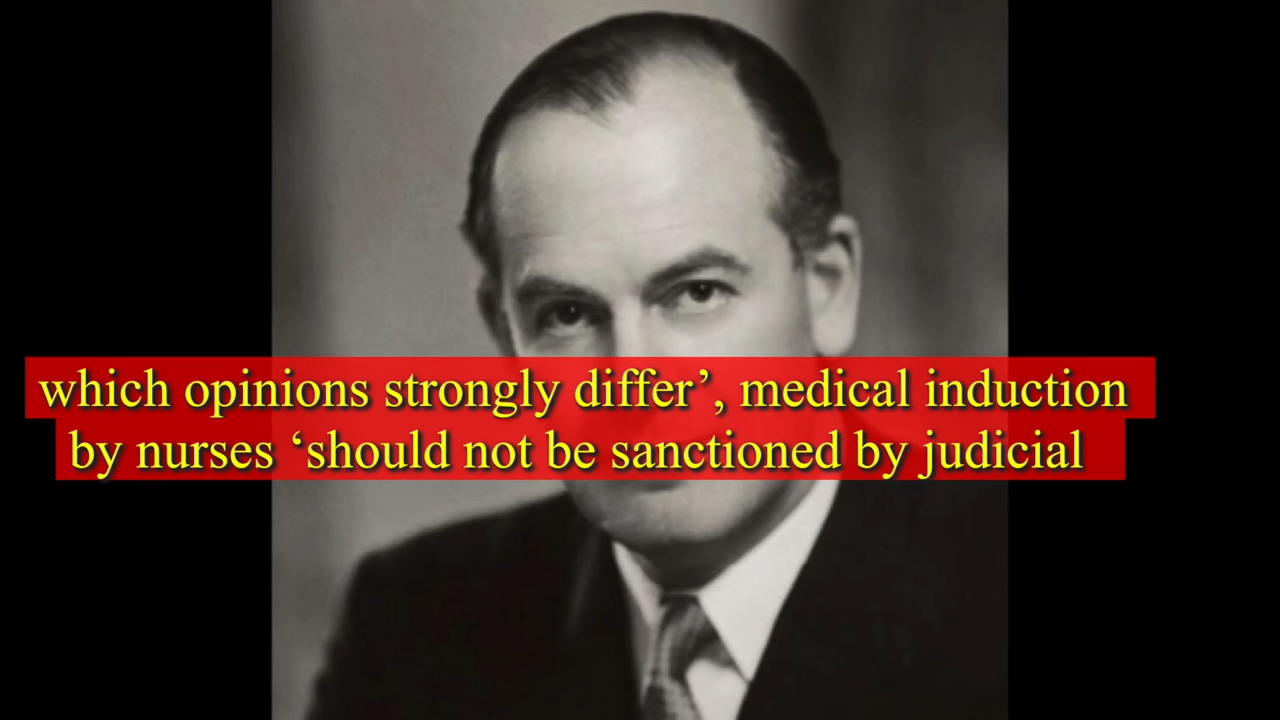 which opinions strongly differ’, medical induction
by nurses ‘should not be sanctioned by judicial